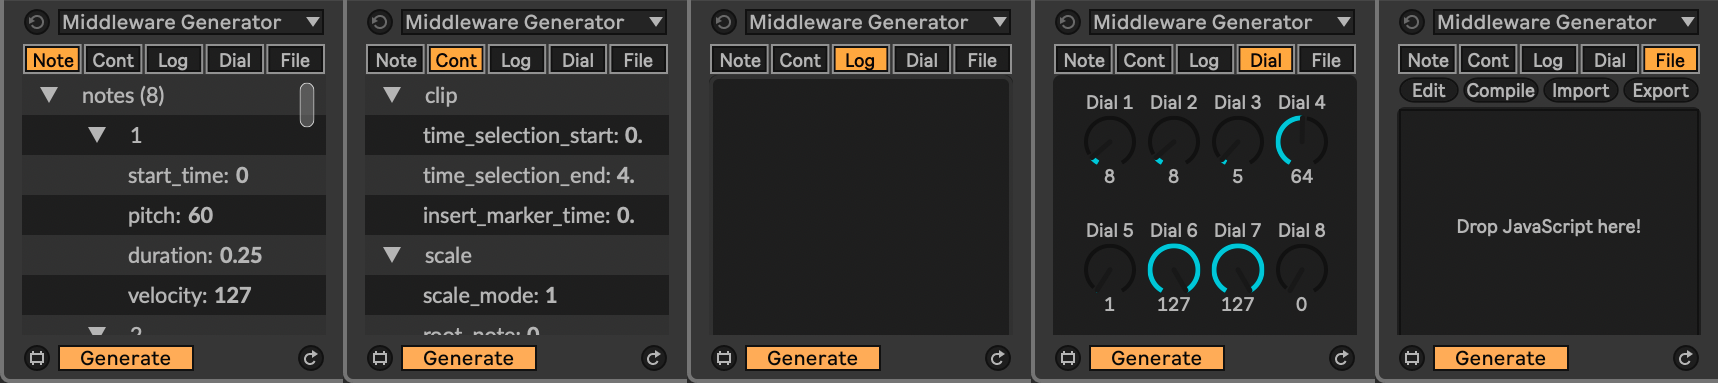 Middleware Generator
Note Cont Log Dial File
notes (8)
1
start_time: 0
pitch: 60
duration: 0.25
velocity: 127
2
Generate
Middleware Generator
Note Cont Log Dial File
clip
time_selection_start: 0.
time_selection_end: 4.
insert_marker_time: 0.
scale
scale_mode: 1
root_note: 0
Generate
Middleware Generator
Note Cont Log Dial File
Generate
Middleware Generator
Note Cont Log Dial File
Dial 1 Dial 2 Dial 3 Dial 4
8 8 5 64
Dial 5 Dial 6 Dial 7 Dial 8
1 127 127 0
Generate
Middleware Generator
Note Cont Log Dial File
Edit Compile Import Export
Drop JavaScript here!
Generate